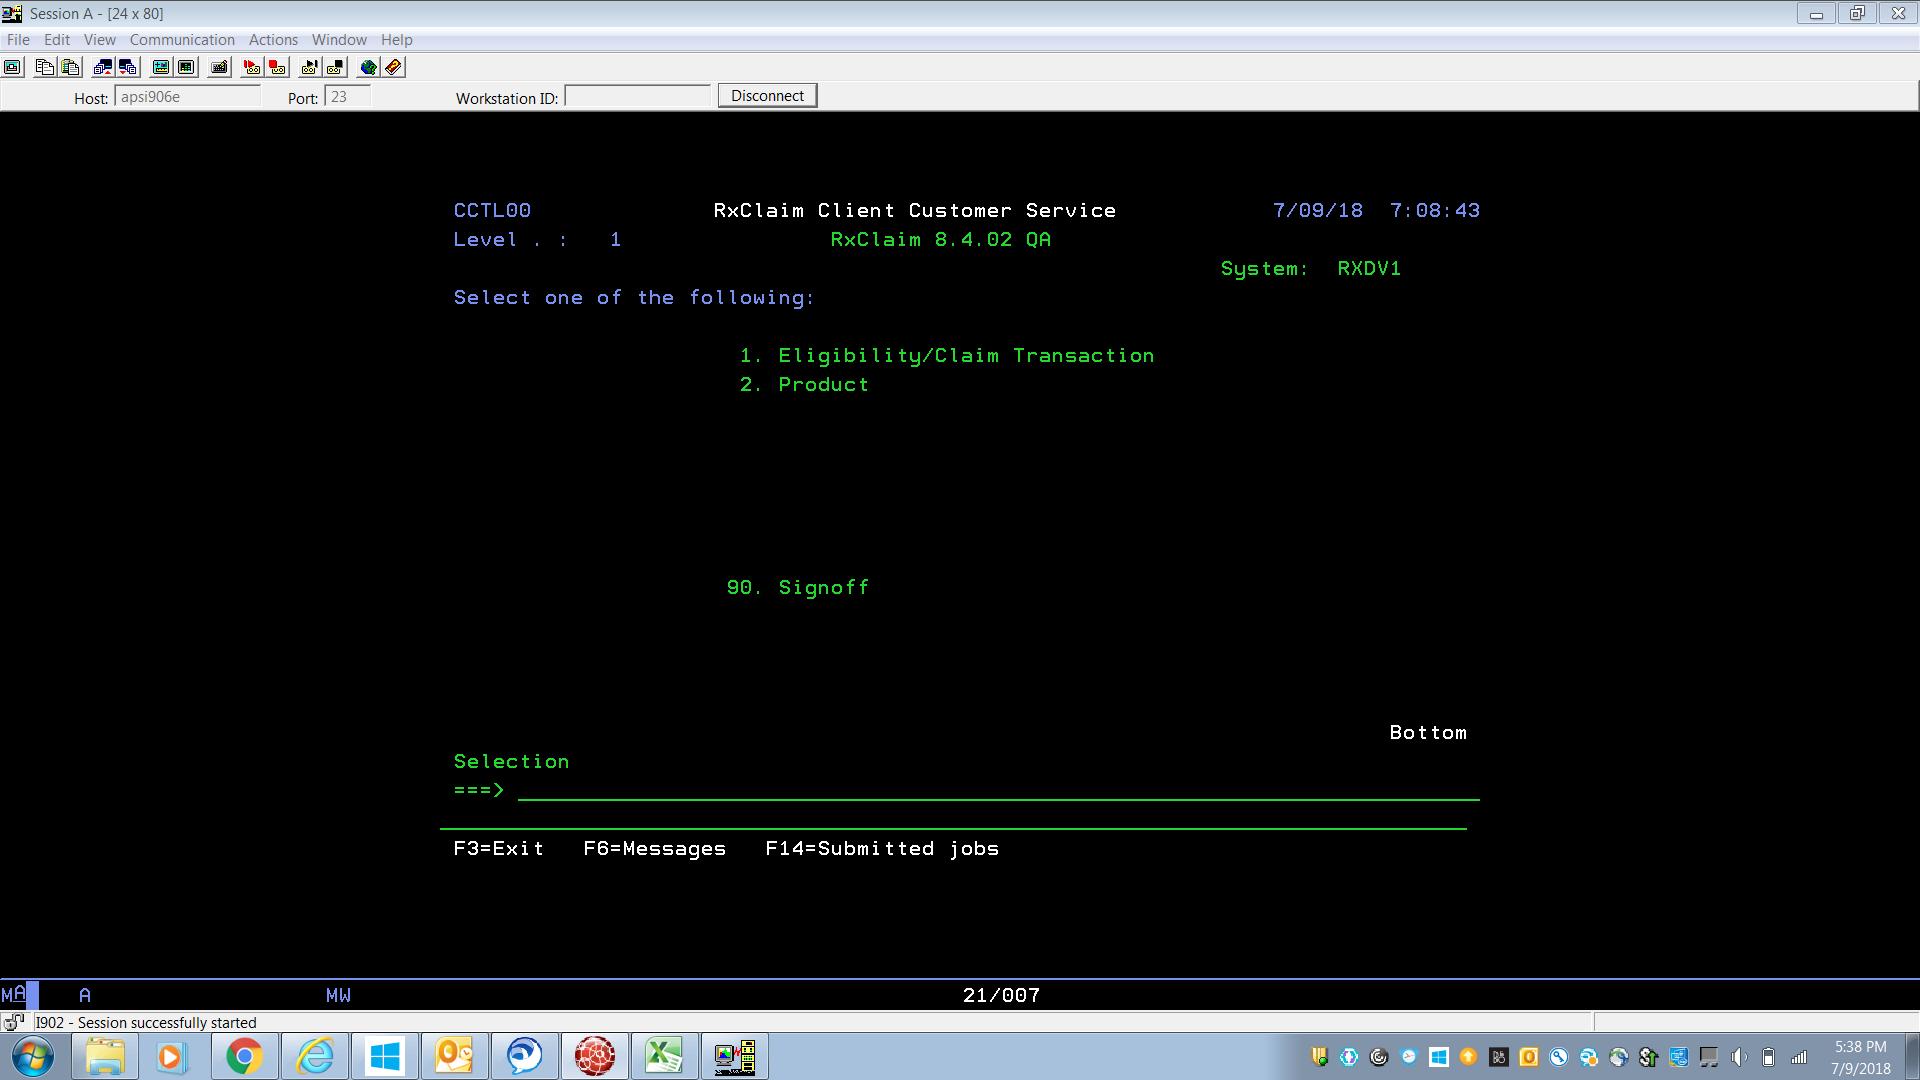 Session A - [24 x 80]
File Edit View Communication Actions Window Help
Host: apsi906e Port: 23 Workstation ID: Disconnect
CCTL00 RxClaim Client Customer Service 7/09/18 7:08:43
Level . : 1 RxClaim 8.4.02 QA
System: RXDV1
Select one of the following:
1. Eligibility/Claim Transaction
2. Product
90. Signoff
Bottom
Selection
===>
F3=Exit F6=Messages F14=Submitted jobs
MA A MW 21/007
I902 - Session successfully started
5:38 PM
7/9/2018